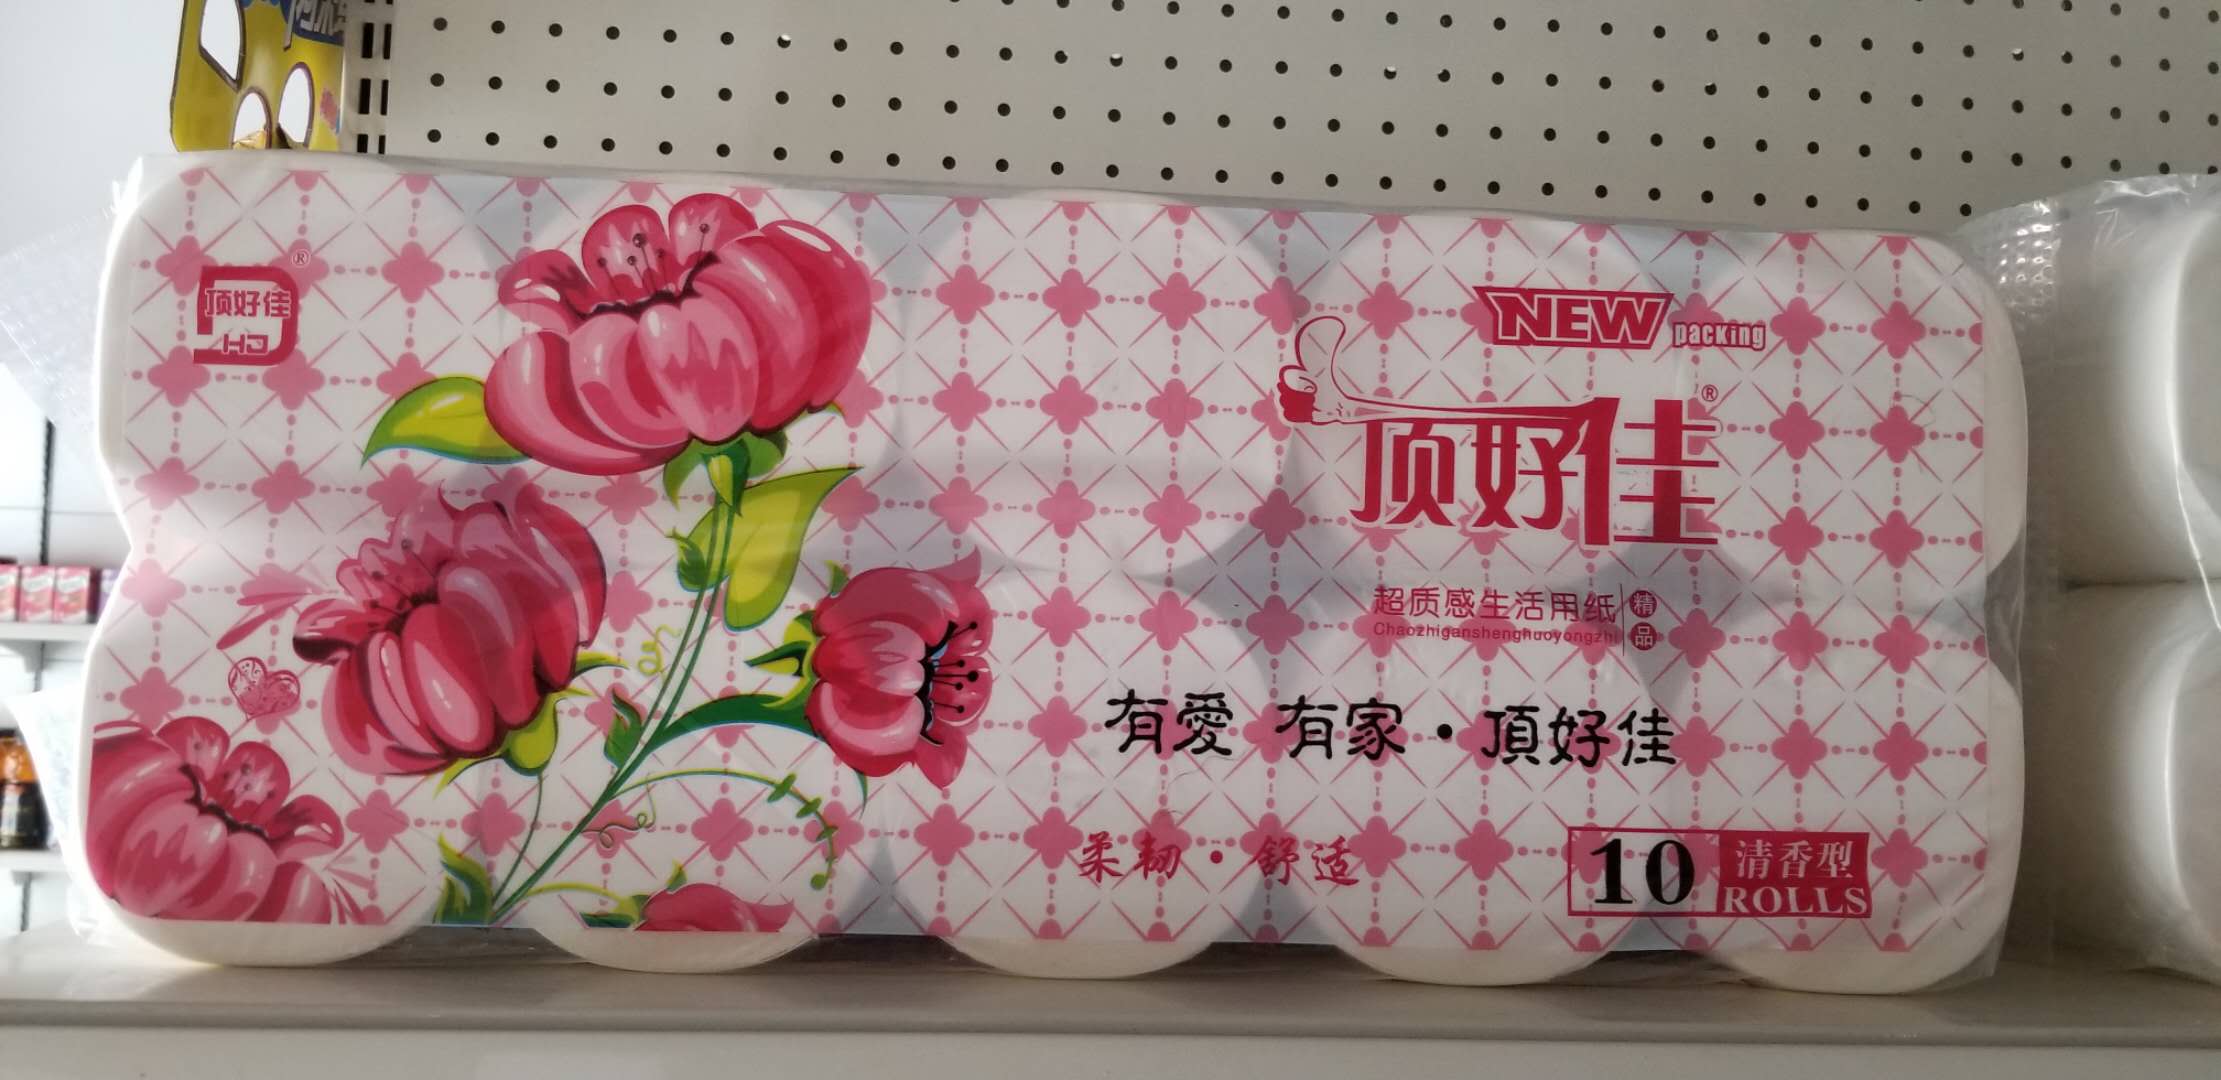 ®
顶好佳
HJ
NEW packing
顶好佳®
超质感生活用纸 精品
Chaozhiganshenghuoyongzhi
有愛 有家·頂好佳
柔韧·舒适
10 清香型
ROLLS